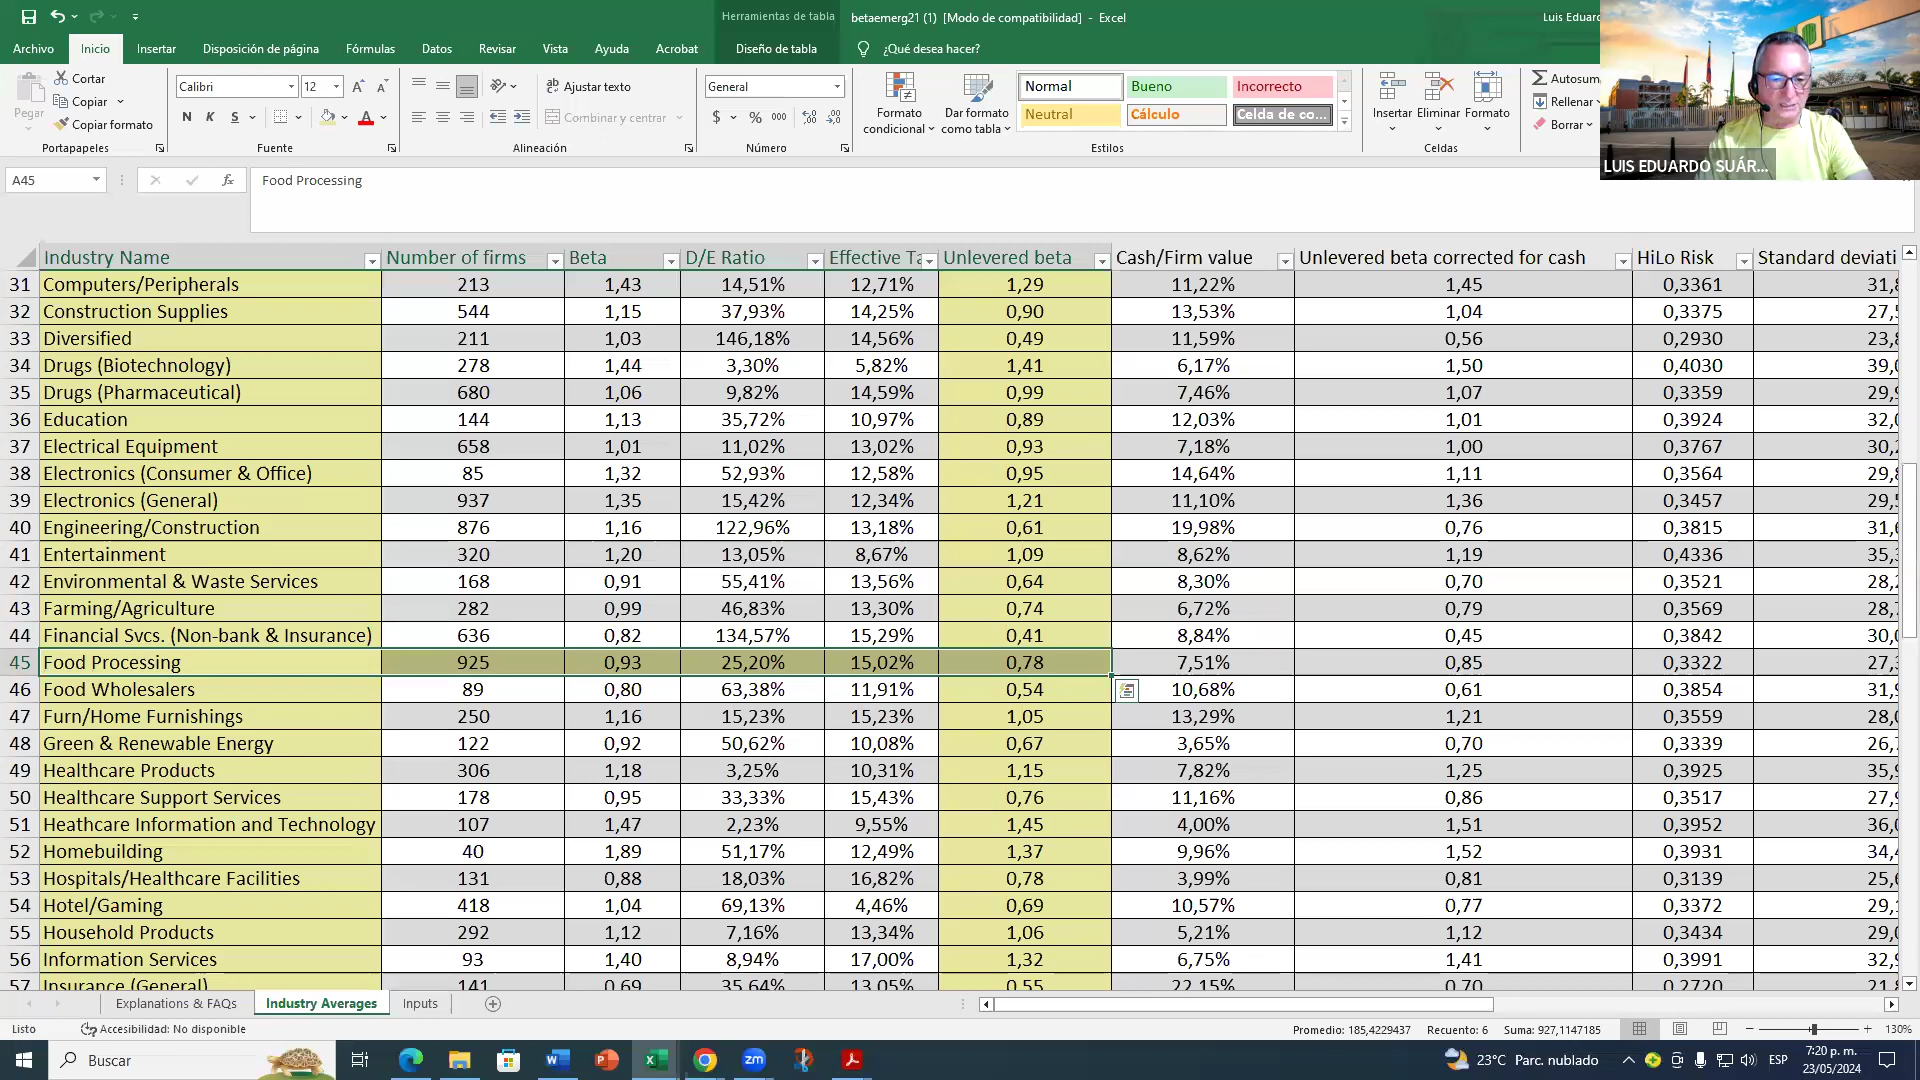 Herramientas de tabla
betaemerg21 (1) [Modo de compatibilidad] - Excel
Luis Eduar
Archivo Inicio Insertar Disposición de página Fórmulas Datos Revisar Vista Ayuda Acrobat Diseño de tabla ¿Qué desea hacer?
Pegar
Cortar
Copiar
Copiar formato
Portapapeles
Calibri 12
N K S
Fuente
Ajustar texto
Combinar y centrar
Alineación
General
$ % 000
Número
Formato condicional
Dar formato como tabla
Normal Bueno Incorrecto
Neutral Cálculo Celda de co...
Estilos
Insertar Eliminar Formato
Celdas
Autosum
Rellenar
Borrar
LUIS EDUARDO SUÁR...
A45 fx Food Processing
Industry Name Number of firms Beta D/E Ratio Effective Ta Unlevered beta Cash/Firm value Unlevered beta corrected for cash HiLo Risk Standard deviati
31 Computers/Peripherals 213 1,43 14,51% 12,71% 1,29 11,22% 1,45 0,3361 31,8
32 Construction Supplies 544 1,15 37,93% 14,25% 0,90 13,53% 1,04 0,3375 27,5
33 Diversified 211 1,03 146,18% 14,56% 0,49 11,59% 0,56 0,2930 23,8
34 Drugs (Biotechnology) 278 1,44 3,30% 5,82% 1,41 6,17% 1,50 0,4030 39,0
35 Drugs (Pharmaceutical) 680 1,06 9,82% 14,59% 0,99 7,46% 1,07 0,3359 29,9
36 Education 144 1,13 35,72% 10,97% 0,89 12,03% 1,01 0,3924 32,0
37 Electrical Equipment 658 1,01 11,02% 13,02% 0,93 7,18% 1,00 0,3767 30,2
38 Electronics (Consumer & Office) 85 1,32 52,93% 12,58% 0,95 14,64% 1,11 0,3564 29,8
39 Electronics (General) 937 1,35 15,42% 12,34% 1,21 11,10% 1,36 0,3457 29,5
40 Engineering/Construction 876 1,16 122,96% 13,18% 0,61 19,98% 0,76 0,3815 31,6
41 Entertainment 320 1,20 13,05% 8,67% 1,09 8,62% 1,19 0,4336 35,3
42 Environmental & Waste Services 168 0,91 55,41% 13,56% 0,64 8,30% 0,70 0,3521 28,2
43 Farming/Agriculture 282 0,99 46,83% 13,30% 0,74 6,72% 0,79 0,3569 28,7
44 Financial Svcs. (Non-bank & Insurance) 636 0,82 134,57% 15,29% 0,41 8,84% 0,45 0,3842 30,0
45 Food Processing 925 0,93 25,20% 15,02% 0,78 7,51% 0,85 0,3322 27,3
46 Food Wholesalers 89 0,80 63,38% 11,91% 0,54 10,68% 0,61 0,3854 31,9
47 Furn/Home Furnishings 250 1,16 15,23% 15,23% 1,05 13,29% 1,21 0,3559 28,0
48 Green & Renewable Energy 122 0,92 50,62% 10,08% 0,67 3,65% 0,70 0,3339 26,7
49 Healthcare Products 306 1,18 3,25% 10,31% 1,15 7,82% 1,25 0,3925 35,9
50 Healthcare Support Services 178 0,95 33,33% 15,43% 0,76 11,16% 0,86 0,3517 27,9
51 Heathcare Information and Technology 107 1,47 2,23% 9,55% 1,45 4,00% 1,51 0,3952 36,0
52 Homebuilding 40 1,89 51,17% 12,49% 1,37 9,96% 1,52 0,3931 34,4
53 Hospitals/Healthcare Facilities 131 0,88 18,03% 16,82% 0,78 3,99% 0,81 0,3139 25,6
54 Hotel/Gaming 418 1,04 69,13% 4,46% 0,69 10,57% 0,77 0,3372 29,1
55 Household Products 292 1,12 7,16% 13,34% 1,06 5,21% 1,12 0,3434 29,0
56 Information Services 93 1,40 8,94% 17,00% 1,32 6,75% 1,41 0,3991 32,9
57 Insurance (General) 141 0,69 35,64% 13,05% 0,55 22,15% 0,70 0,2720 21,8
Explanations & FAQs Industry Averages Inputs
Listo Accesibilidad: No disponible Promedio: 185,4229437 Recuento: 6 Suma: 927,1147185 130%
Buscar
23°C Parc. nublado ESP 7:20 p. m.
23/05/2024